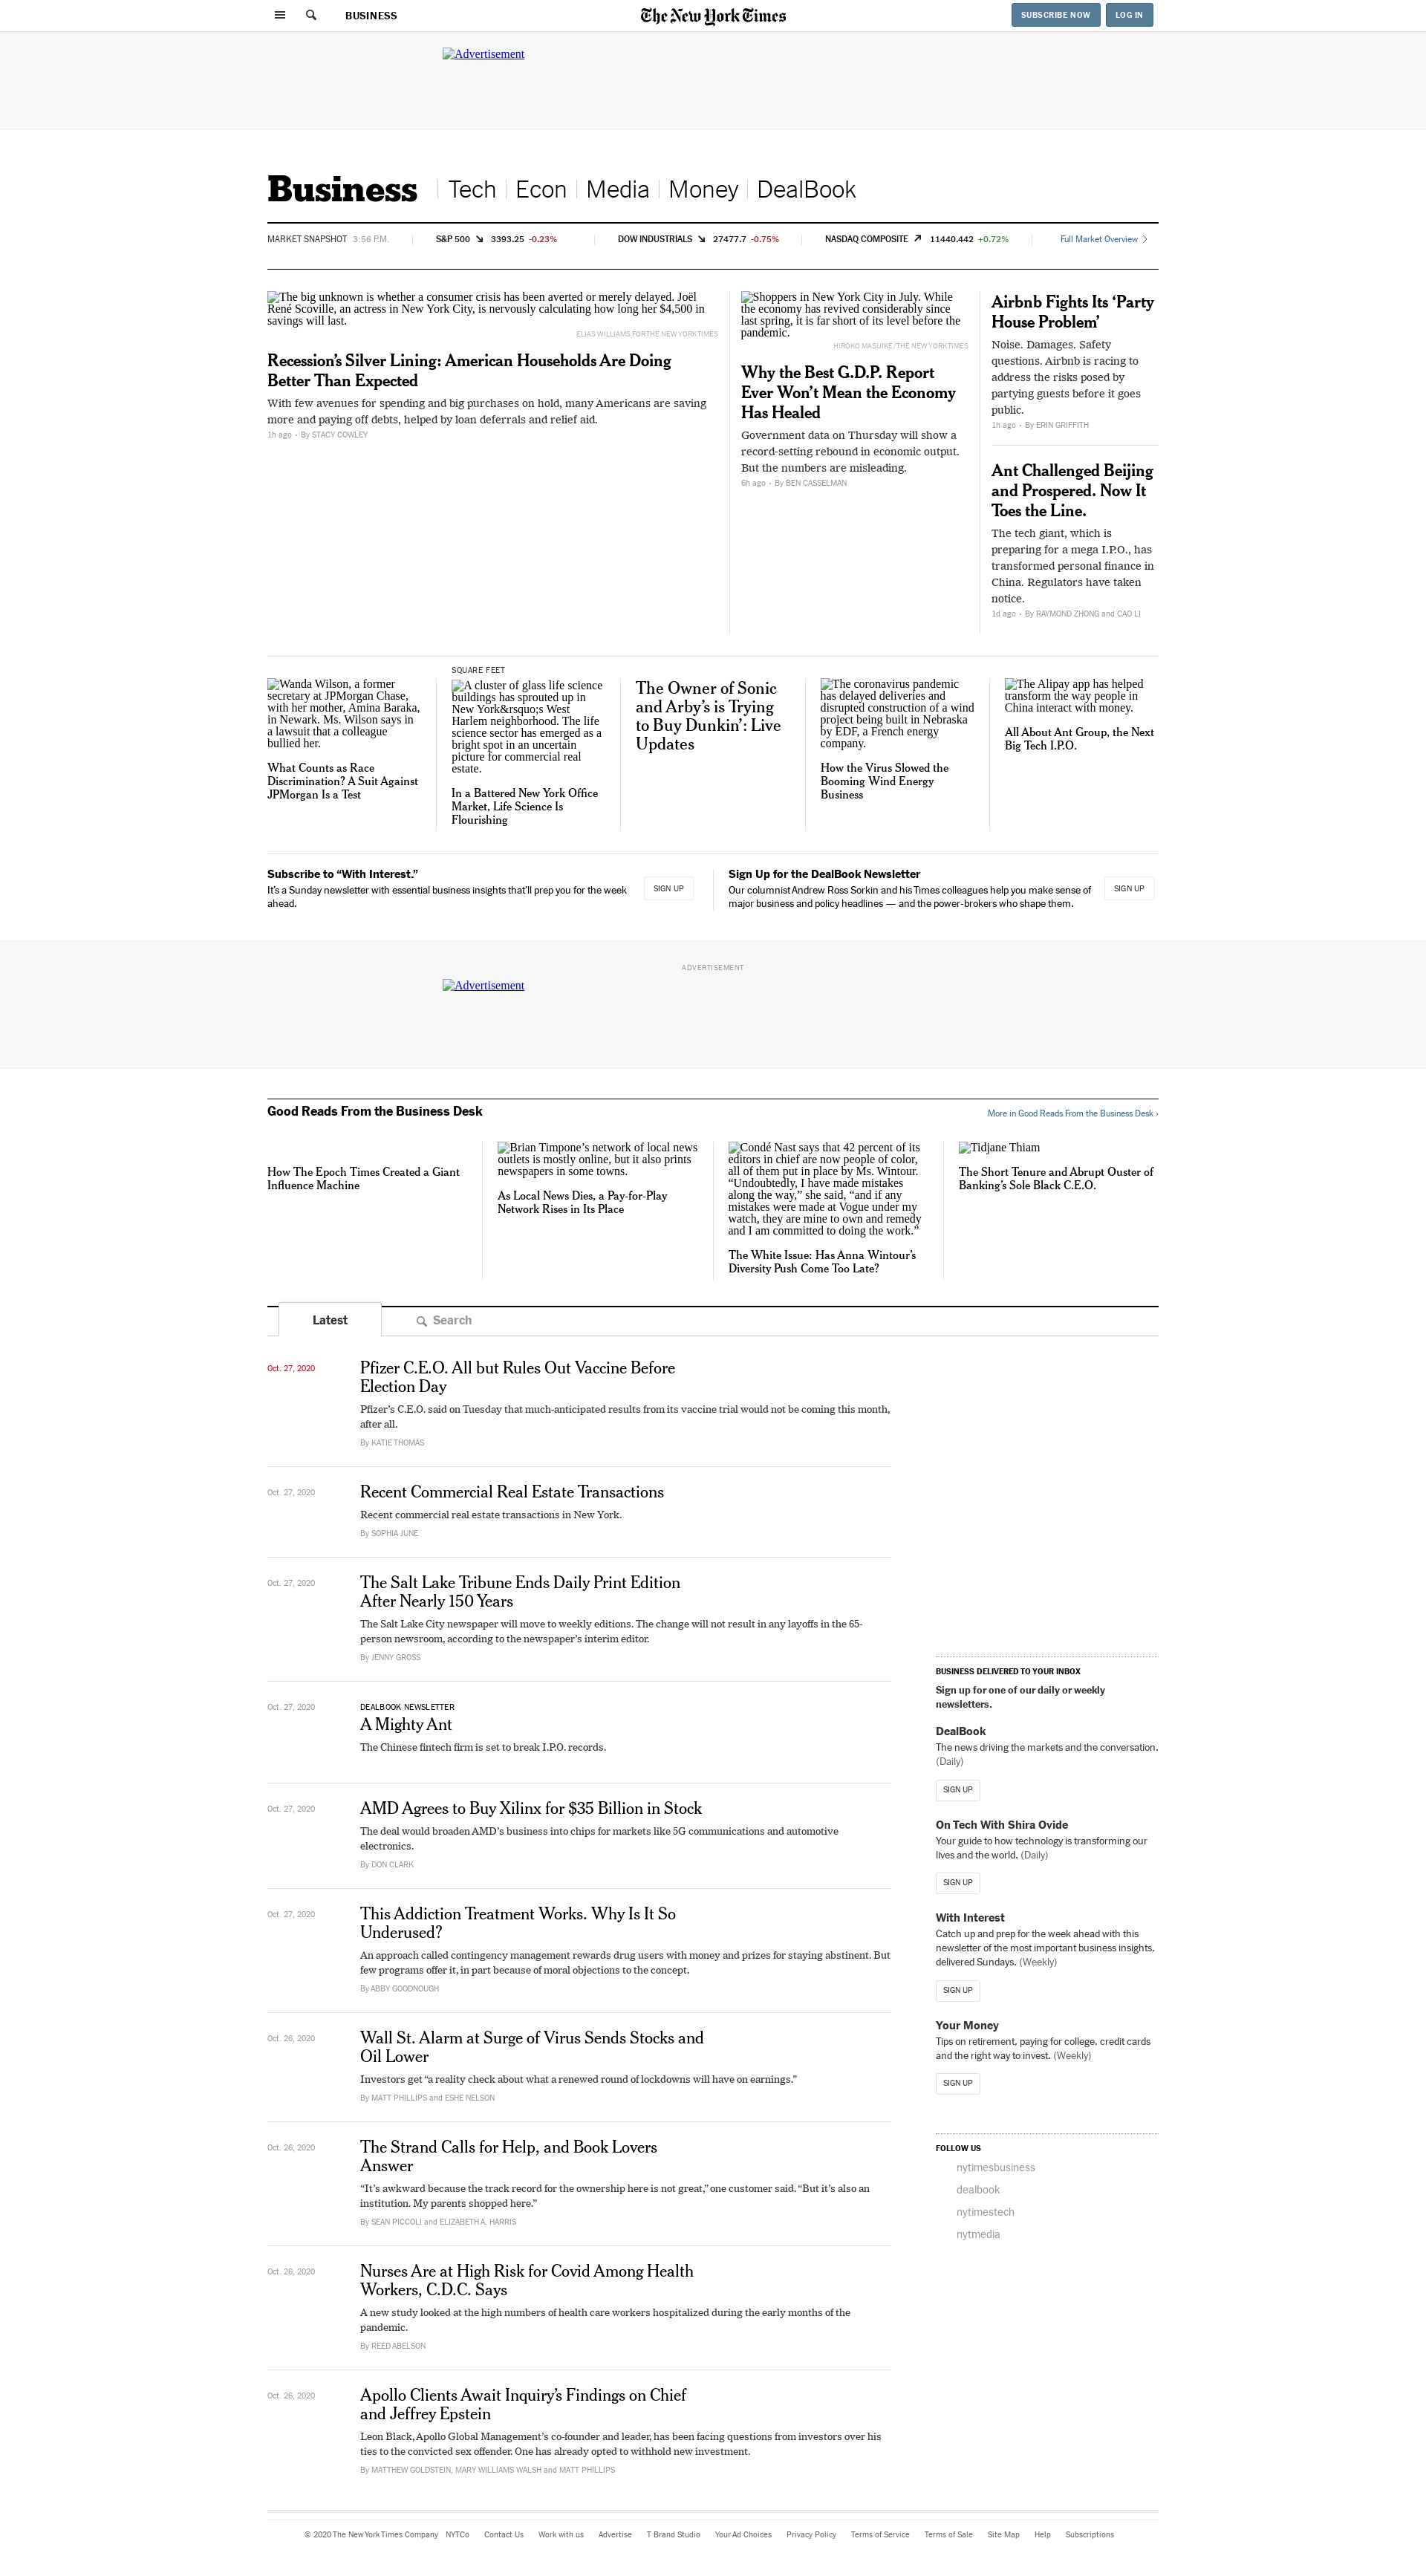 BUSINESS
The New York Times
SUBSCRIBE NOW
LOG IN
Advertisement
Business
Tech
Econ
Media
Money
DealBook
MARKET SNAPSHOT 3:56 P.M.
S&P 500 3393.25 -0.23%
DOW INDUSTRIALS 27477.7 -0.75%
NASDAQ COMPOSITE 11440.442 +0.72%
Full Market Overview
The big unknown is whether a consumer crisis has been averted or merely delayed. Joël
René Scoville, an actress in New York City, is nervously calculating how long her $4,500 in
savings will last.
ELIAS WILLIAMS FOR THE NEW YORK TIMES
Recession’s Silver Lining: American Households Are Doing
Better Than Expected
With few avenues for spending and big purchases on hold, many Americans are saving
more and paying off debts, helped by loan deferrals and relief aid.
1h ago • By STACY COWLEY
Shoppers in New York City in July. While
the economy has revived considerably since
last spring, it is far short of its level before the
pandemic.
HIROKO MASUIKE/THE NEW YORK TIMES
Why the Best G.D.P. Report
Ever Won’t Mean the Economy
Has Healed
Government data on Thursday will show a
record-setting rebound in economic output.
But the numbers are misleading.
6h ago • By BEN CASSELMAN
Airbnb Fights Its ‘Party
House Problem’
Noise. Damages. Safety
questions. Airbnb is racing to
address the risks posed by
partying guests before it goes
public.
1h ago • By ERIN GRIFFITH
Ant Challenged Beijing
and Prospered. Now It
Toes the Line.
The tech giant, which is
preparing for a mega I.P.O., has
transformed personal finance in
China. Regulators have taken
notice.
1d ago • By RAYMOND ZHONG and CAO LI
Wanda Wilson, a former
secretary at JPMorgan Chase,
with her mother, Amina Baraka,
in Newark. Ms. Wilson says in
a lawsuit that a colleague
bullied her.
What Counts as Race
Discrimination? A Suit Against
JPMorgan Is a Test
SQUARE FEET
A cluster of glass life science
buildings has sprouted up in
New York&rsquo;s West
Harlem neighborhood. The life
science sector has emerged as a
bright spot in an uncertain
picture for commercial real
estate.
In a Battered New York Office
Market, Life Science Is
Flourishing
The Owner of Sonic
and Arby’s is Trying
to Buy Dunkin’: Live
Updates
The coronavirus pandemic
has delayed deliveries and
disrupted construction of a wind
project being built in Nebraska
by EDF, a French energy
company.
How the Virus Slowed the
Booming Wind Energy
Business
The Alipay app has helped
transform the way people in
China interact with money.
All About Ant Group, the Next
Big Tech I.P.O.
Subscribe to “With Interest.”
It’s a Sunday newsletter with essential business insights that’ll prep you for the week
ahead.
SIGN UP
Sign Up for the DealBook Newsletter
Our columnist Andrew Ross Sorkin and his Times colleagues help you make sense of
major business and policy headlines — and the power-brokers who shape them.
SIGN UP
ADVERTISEMENT
Advertisement
Good Reads From the Business Desk
More in Good Reads From the Business Desk ›
How The Epoch Times Created a Giant
Influence Machine
Brian Timpone’s network of local news
outlets is mostly online, but it also prints
newspapers in some towns.
As Local News Dies, a Pay-for-Play
Network Rises in Its Place
Condé Nast says that 42 percent of its
editors in chief are now people of color,
all of them put in place by Ms. Wintour.
“Undoubtedly, I have made mistakes
along the way,” she said, “and if any
mistakes were made at Vogue under my
watch, they are mine to own and remedy
and I am committed to doing the work.”
The White Issue: Has Anna Wintour’s
Diversity Push Come Too Late?
Tidjane Thiam
The Short Tenure and Abrupt Ouster of
Banking’s Sole Black C.E.O.
Latest
Search
Oct. 27, 2020
Pfizer C.E.O. All but Rules Out Vaccine Before
Election Day
Pfizer’s C.E.O. said on Tuesday that much-anticipated results from its vaccine trial would not be coming this month,
after all.
By KATIE THOMAS
Oct. 27, 2020
Recent Commercial Real Estate Transactions
Recent commercial real estate transactions in New York.
By SOPHIA JUNE
Oct. 27, 2020
The Salt Lake Tribune Ends Daily Print Edition
After Nearly 150 Years
The Salt Lake City newspaper will move to weekly editions. The change will not result in any layoffs in the 65-
person newsroom, according to the newspaper’s interim editor.
By JENNY GROSS
Oct. 27, 2020
DEALBOOK NEWSLETTER
A Mighty Ant
The Chinese fintech firm is set to break I.P.O. records.
Oct. 27, 2020
AMD Agrees to Buy Xilinx for $35 Billion in Stock
The deal would broaden AMD’s business into chips for markets like 5G communications and automotive
electronics.
By DON CLARK
Oct. 27, 2020
This Addiction Treatment Works. Why Is It So
Underused?
An approach called contingency management rewards drug users with money and prizes for staying abstinent. But
few programs offer it, in part because of moral objections to the concept.
By ABBY GOODNOUGH
Oct. 26, 2020
Wall St. Alarm at Surge of Virus Sends Stocks and
Oil Lower
Investors get “a reality check about what a renewed round of lockdowns will have on earnings.”
By MATT PHILLIPS and ESHE NELSON
Oct. 26, 2020
The Strand Calls for Help, and Book Lovers
Answer
“It’s awkward because the track record for the ownership here is not great,” one customer said. “But it’s also an
institution. My parents shopped here.”
By SEAN PICCOLI and ELIZABETH A. HARRIS
Oct. 26, 2020
Nurses Are at High Risk for Covid Among Health
Workers, C.D.C. Says
A new study looked at the high numbers of health care workers hospitalized during the early months of the
pandemic.
By REED ABELSON
Oct. 26, 2020
Apollo Clients Await Inquiry’s Findings on Chief
and Jeffrey Epstein
Leon Black, Apollo Global Management’s co-founder and leader, has been facing questions from investors over his
ties to the convicted sex offender. One has already opted to withhold new investment.
By MATTHEW GOLDSTEIN, MARY WILLIAMS WALSH and MATT PHILLIPS
BUSINESS DELIVERED TO YOUR INBOX
Sign up for one of our daily or weekly
newsletters.
DealBook
The news driving the markets and the conversation.
(Daily)
SIGN UP
On Tech With Shira Ovide
Your guide to how technology is transforming our
lives and the world. (Daily)
SIGN UP
With Interest
Catch up and prep for the week ahead with this
newsletter of the most important business insights,
delivered Sundays. (Weekly)
SIGN UP
Your Money
Tips on retirement, paying for college, credit cards
and the right way to invest. (Weekly)
SIGN UP
FOLLOW US
nytimesbusiness
dealbook
nytimestech
nytmedia
© 2020 The New York Times Company NYTCo Contact Us Work with us Advertise T Brand Studio Your Ad Choices Privacy Policy Terms of Service Terms of Sale Site Map Help Subscriptions